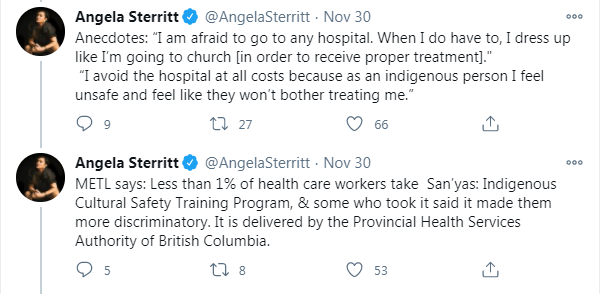 Angela Sterritt @AngelaSterritt · Nov 30
Anecdotes: “I am afraid to go to any hospital. When I do have to, I dress up
like I’m going to church [in order to receive proper treatment]."
“I avoid the hospital at all costs because as an indigenous person I feel
unsafe and feel like they won’t bother treating me.”
9 27 66
Angela Sterritt @AngelaSterritt · Nov 30
METL says: Less than 1% of health care workers take San’yas: Indigenous
Cultural Safety Training Program, & some who took it said it made them
more discriminatory. It is delivered by the Provincial Health Services
Authority of British Columbia.
5 8 53